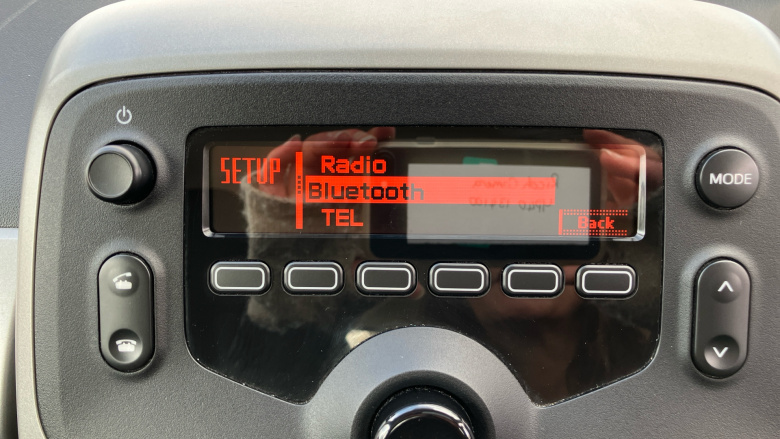 SETUP
Radio
Bluetooth
TEL
Back
MODE